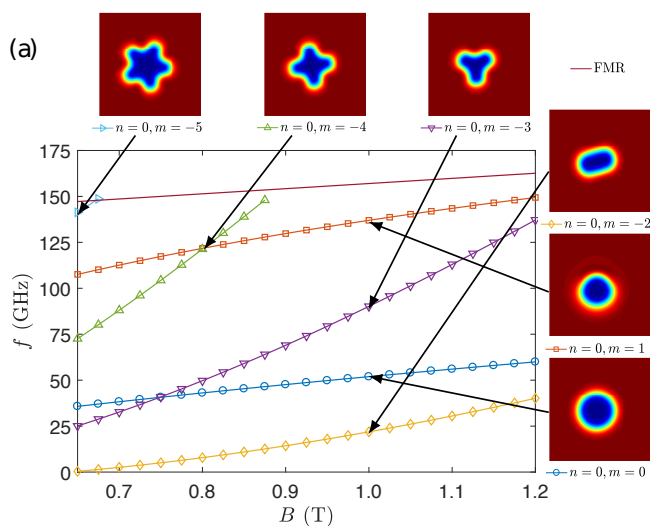 (a)
FMR
n = 0, m = −5
n = 0, m = −4
n = 0, m = −3
n = 0, m = −2
n = 0, m = 1
n = 0, m = 0
175
150
125
100
75
50
25
0
f (GHz)
0.7 0.8 0.9 1.0 1.1 1.2
B (T)